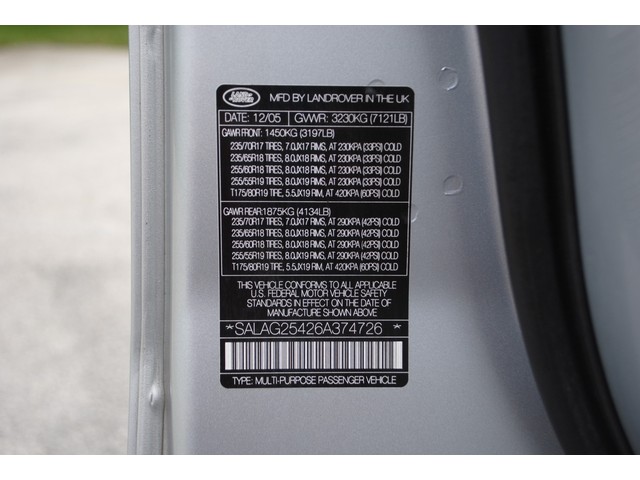 LAND ROVER
MFD BY LANDROVER IN THE UK
DATE: 12/05 GVWR: 3230KG (7121LB)
GAWR FRONT: 1450KG (3197LB)
235/70R17 TIRES, 7.0JX17 RIMS, AT 230KPA (33PSI) COLD
235/65R18 TIRES, 8.0JX18 RIMS, AT 230KPA (33PSI) COLD
255/60R18 TIRES, 8.0JX18 RIMS, AT 230KPA (33PSI) COLD
255/55R19 TIRES, 8.0JX19 RIMS, AT 230KPA (33PSI) COLD
T175/80R19 TIRE, 5.5JX19 RIM, AT 420KPA (60PSI) COLD
GAWR REAR: 1875KG (4134LB)
235/70R17 TIRES, 7.0JX17 RIMS, AT 290KPA (42PSI) COLD
235/65R18 TIRES, 8.0JX18 RIMS, AT 290KPA (42PSI) COLD
255/60R18 TIRES, 8.0JX18 RIMS, AT 290KPA (42PSI) COLD
255/55R19 TIRES, 8.0JX19 RIMS, AT 290KPA (42PSI) COLD
T175/80R19 TIRE, 5.5JX19 RIM, AT 420KPA (60PSI) COLD
THIS VEHICLE CONFORMS TO ALL APPLICABLE
U.S. FEDERAL MOTOR VEHICLE SAFETY
STANDARDS IN EFFECT ON THE DATE OF
MANUFACTURE SHOWN ABOVE
*SALAG25426A374726 *
TYPE: MULTI-PURPOSE PASSENGER VEHICLE